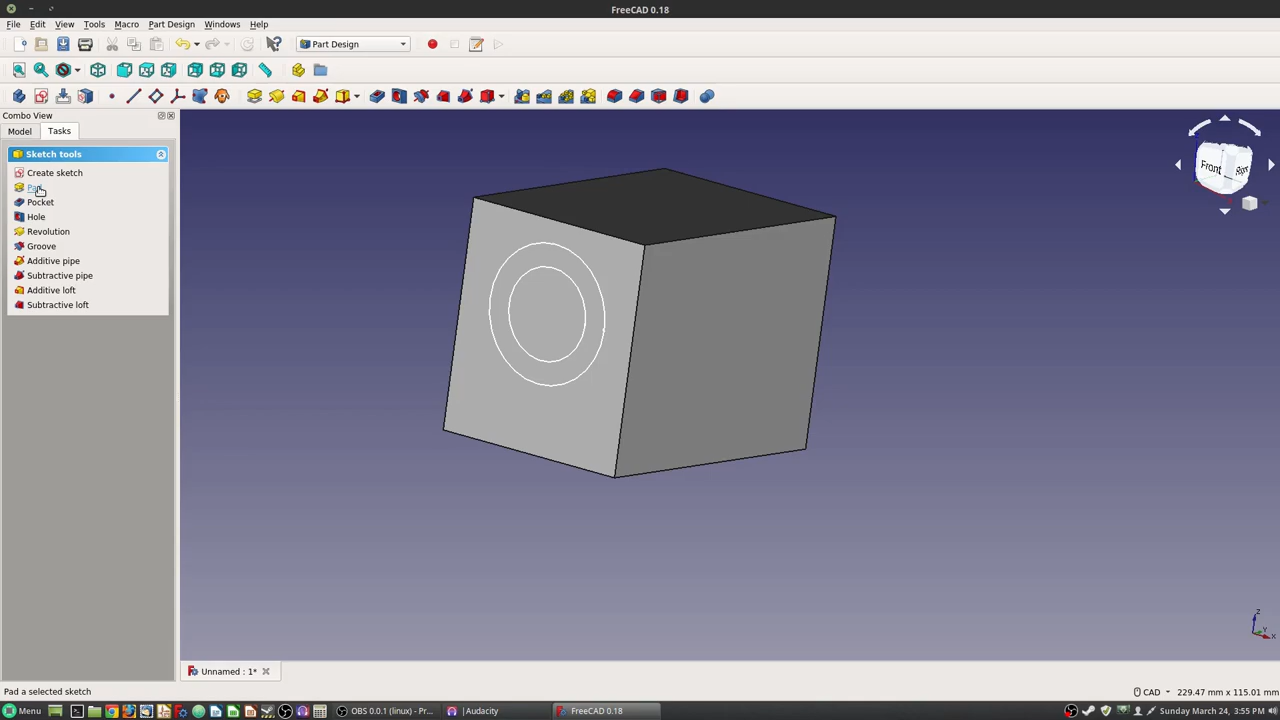 FreeCAD 0.18
File Edit View Tools Macro Part Design Windows Help
Part Design
Combo View
Model Tasks
Sketch tools
Create sketch
Pocket
Hole
Revolution
Groove
Additive pipe
Subtractive pipe
Additive loft
Subtractive loft
Front
Unnamed : 1*
Pad a selected sketch
CAD 229.47 mm x 115.01 mm
Menu OBS 0.0.1 (linux) - Pr... Audacity FreeCAD 0.18 Sunday March 24, 3:55 PM